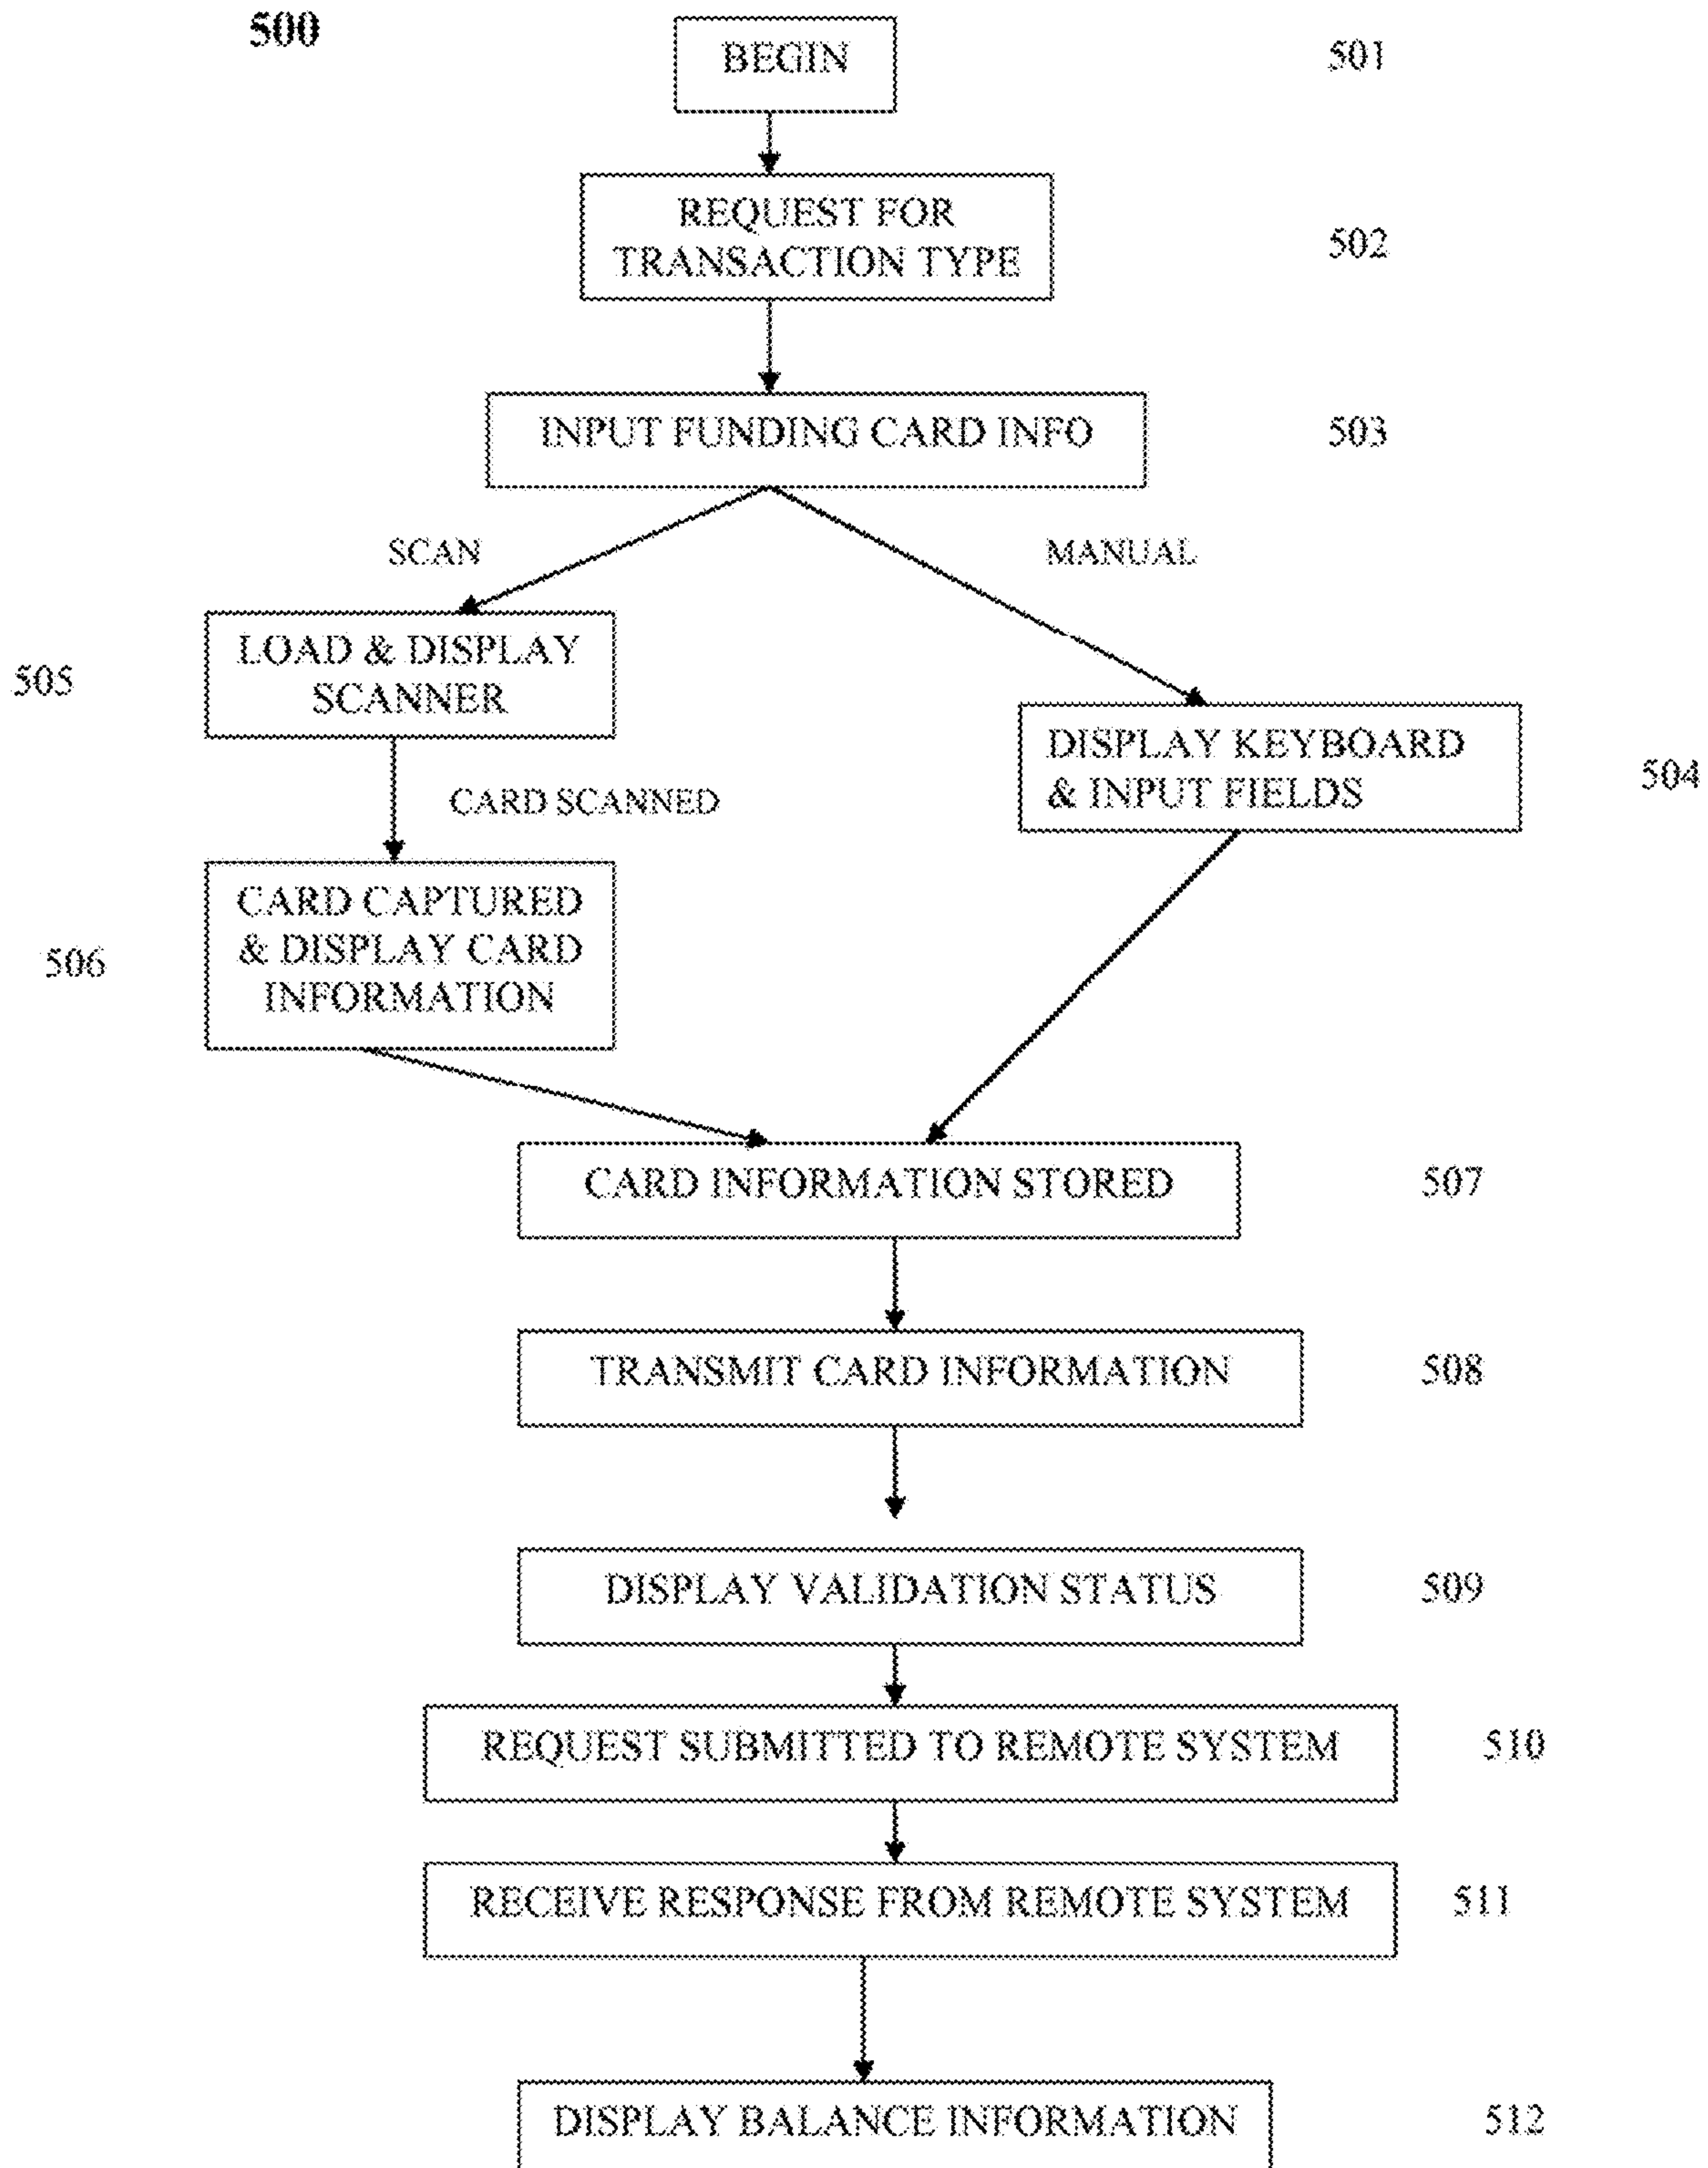 500
BEGIN
501
REQUEST FOR
TRANSACTION TYPE
502
INPUT FUNDING CARD INFO
503
SCAN
MANUAL
LOAD & DISPLAY
SCANNER
505
DISPLAY KEYBOARD
& INPUT FIELDS
504
CARD SCANNED
CARD CAPTURED
& DISPLAY CARD
INFORMATION
506
CARD INFORMATION STORED
507
TRANSMIT CARD INFORMATION
508
DISPLAY VALIDATION STATUS
509
REQUEST SUBMITTED TO REMOTE SYSTEM
510
RECEIVE RESPONSE FROM REMOTE SYSTEM
511
DISPLAY BALANCE INFORMATION
512